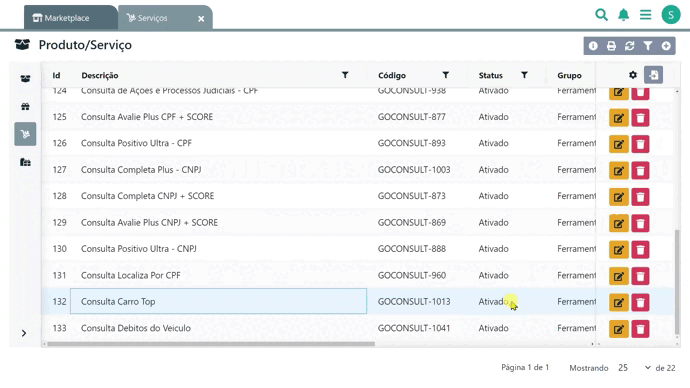 Marketplace
Serviços
S
Produto/Serviço
Id Descrição Código Status Grupo
124 Consulta de Ações e Processos Judiciais - CPF GOCONSULT-938 Ativado Ferrament
125 Consulta Avalie Plus CPF + SCORE GOCONSULT-877 Ativado Ferrament
126 Consulta Positivo Ultra - CPF GOCONSULT-893 Ativado Ferrament
127 Consulta Completa Plus - CNPJ GOCONSULT-1003 Ativado Ferrament
128 Consulta Completa CNPJ + SCORE GOCONSULT-873 Ativado Ferrament
129 Consulta Avalie Plus CNPJ + SCORE GOCONSULT-869 Ativado Ferrament
130 Consulta Positivo Ultra - CNPJ GOCONSULT-888 Ativado Ferrament
131 Consulta Localiza Por CPF GOCONSULT-960 Ativado Ferrament
132 Consulta Carro Top GOCONSULT-1013 Ativado Ferrament
133 Consulta Debitos do Veiculo GOCONSULT-1041 Ativado Ferrament
Página 1 de 1 Mostrando 25 de 22